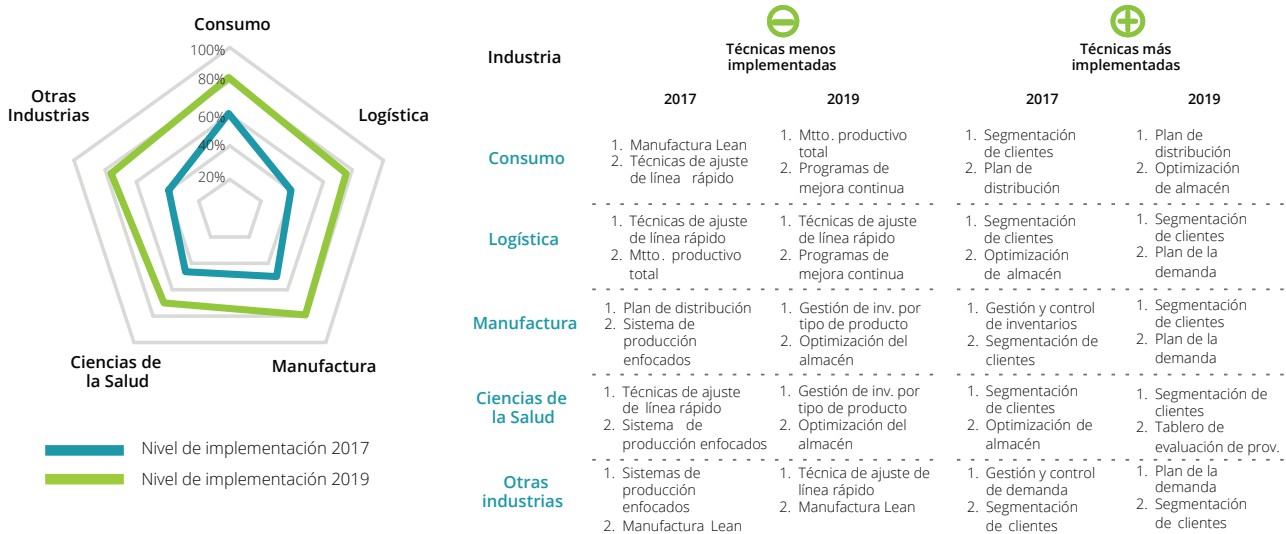 Consumo
100%
80%
60%
40%
20%
Otras
Industrias
Logística
Ciencias de
la Salud
Manufactura
Nivel de implementación 2017
Nivel de implementación 2019
Industria
Técnicas menos
implementadas
Técnicas más
implementadas
2017
2019
2017
2019
Consumo
1. Manufactura Lean
2. Técnicas de ajuste
de línea rápido
1. Mtto. productivo
total
2. Programas de
mejora continua
1. Segmentación
de clientes
2. Plan de
distribución
1. Plan de
distribución
2. Optimización
de almacén
Logística
1. Técnicas de ajuste
de línea rápido
2. Mtto. productivo
total
1. Técnicas de ajuste
de línea rápido
2. Programas de
mejora continua
1. Segmentación
de clientes
2. Optimización
de almacén
1. Segmentación
de clientes
2. Plan de la
demanda
Manufactura
1. Plan de distribución
2. Sistema de
producción
enfocados
1. Gestión de inv. por
tipo de producto
2. Optimización del
almacén
1. Gestión y control
de inventarios
2. Segmentación de
clientes
1. Segmentación
de clientes
2. Plan de la
demanda
Ciencias de
la Salud
1. Técnicas de ajuste
de línea rápido
2. Sistema de
producción enfocados
1. Gestión de inv. por
tipo de producto
2. Optimización del
almacén
1. Segmentación
de clientes
2. Optimización de
almacén
1. Segmentación de
clientes
2. Tablero de
evaluación de prov.
Otras
industrias
1. Sistemas de
producción
enfocados
2. Manufactura Lean
1. Técnica de ajuste de
línea rápido
2. Manufactura Lean
1. Gestión y control
de demanda
2. Segmentación
de clientes
1. Plan de la
demanda
2. Segmentación
de clientes